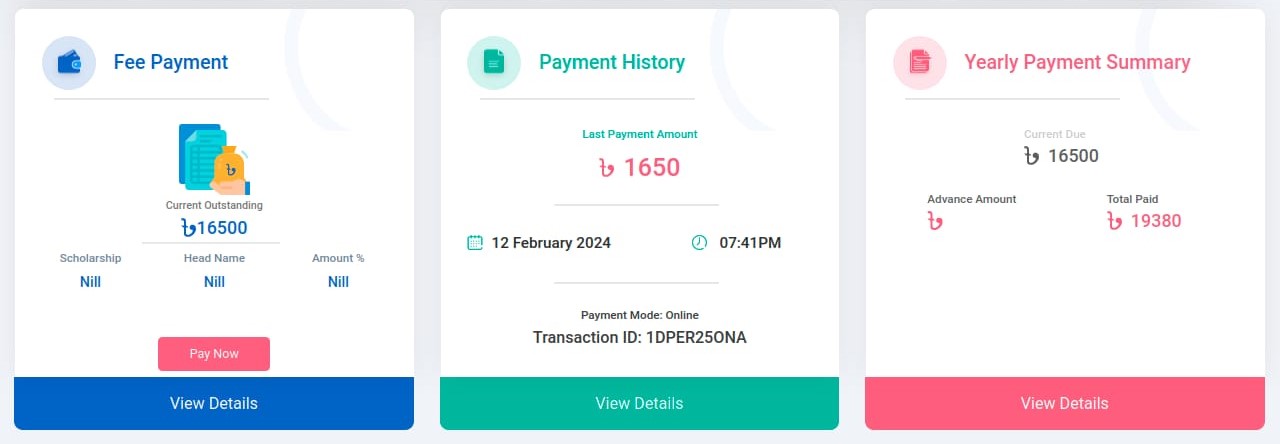 Fee Payment
৳
Current Outstanding
৳16500
Scholarship Head Name Amount %
Nill Nill Nill
Pay Now
View Details
Payment History
Last Payment Amount
৳ 1650
12 February 2024 07:41PM
Payment Mode: Online
Transaction ID: 1DPER25ONA
View Details
Yearly Payment Summary
Current Due
৳ 16500
Advance Amount Total Paid
৳ ৳ 19380
View Details